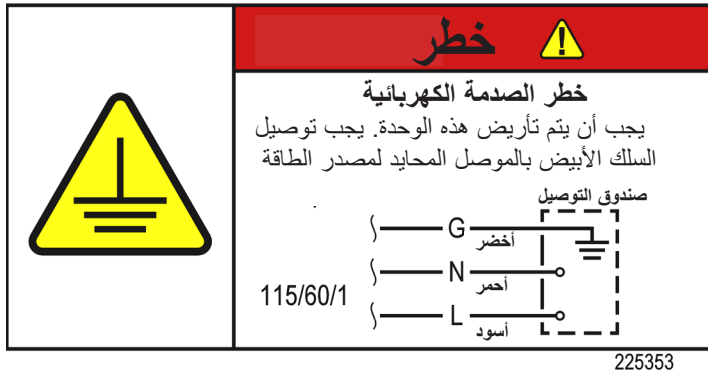 خطر
خطر الصدمة الكهربائية
يجب أن يتم تأريض هذه الوحدة. يجب توصيل
السلك الأبيض بالموصل المحايد لمصدر الطاقة
صندوق التوصيل
G أخضر
N أحمر
115/60/1
L أسود
225353